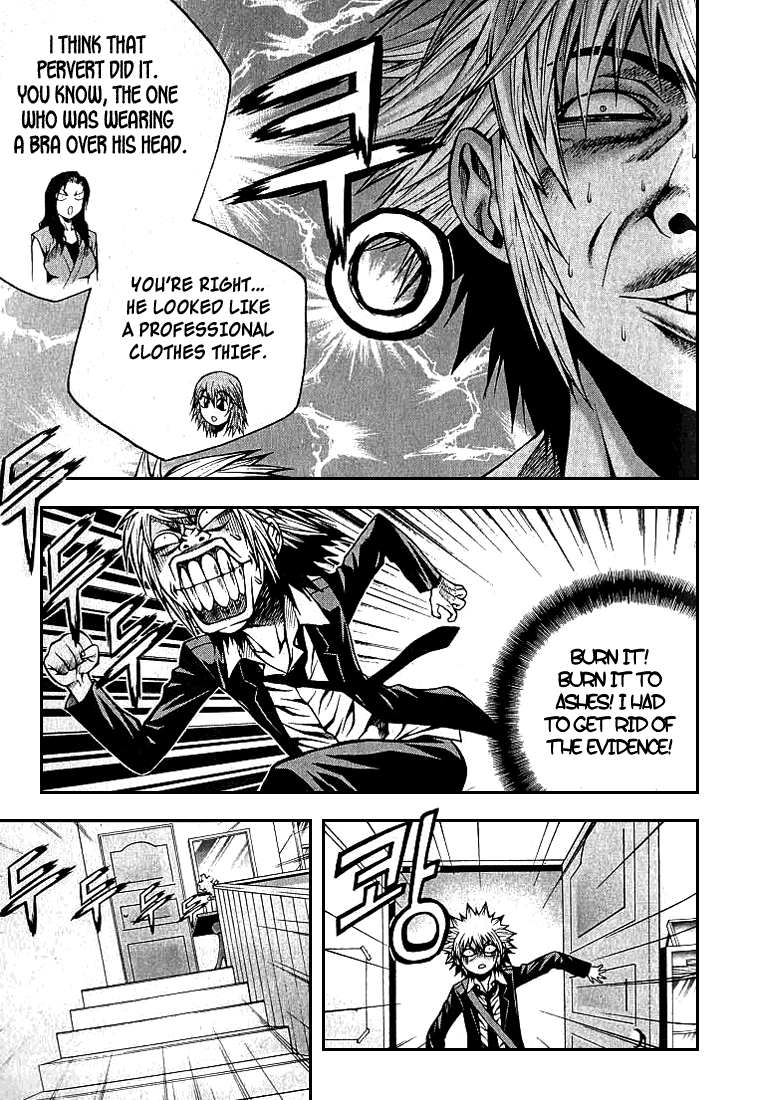 I THINK THAT
PERVERT DID IT.
YOU KNOW, THE ONE
WHO WAS WEARING
A BRA OVER HIS HEAD.
쿠
YOU'RE RIGHT...
HE LOOKED LIKE
A PROFESSIONAL
CLOTHES THIEF.
두
두
두
BURN IT!
BURN IT TO
ASHES! I HAD
TO GET RID OF
THE EVIDENCE!
두
두
두
두
쾅